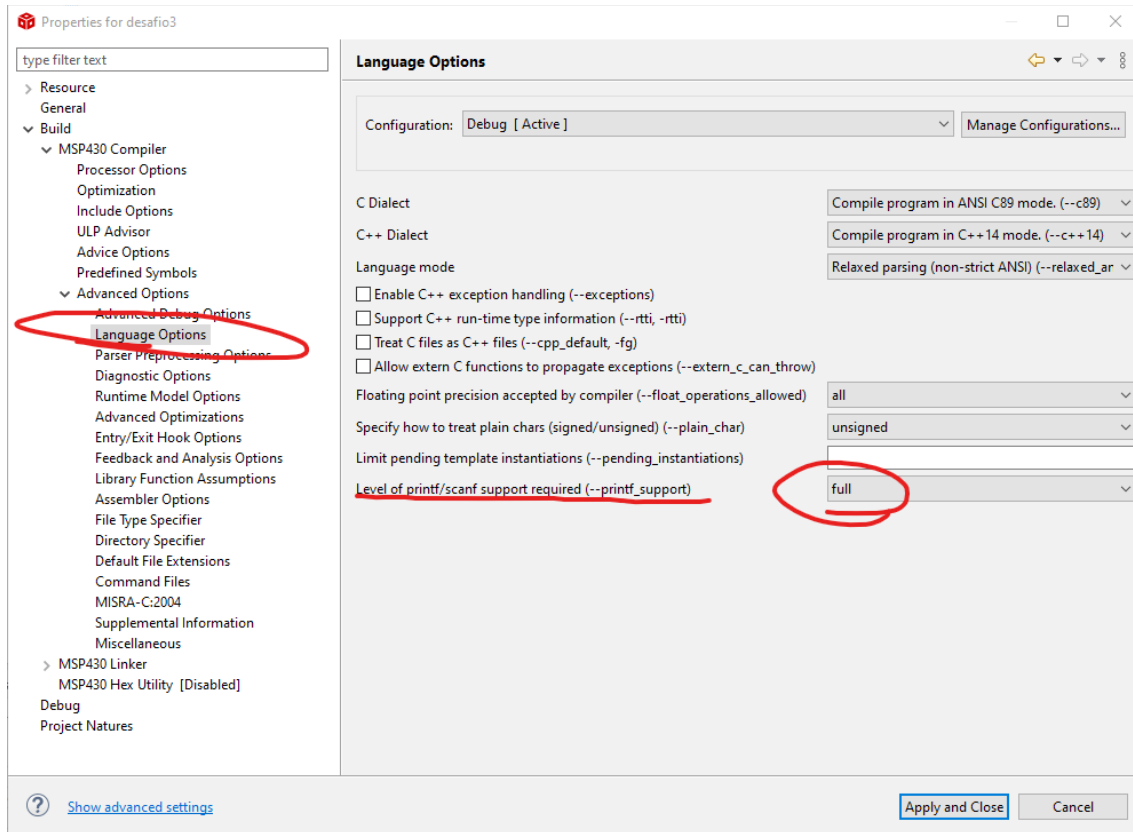 Properties for desafio3
type filter text
Language Options
Resource
General
Build
MSP430 Compiler
Processor Options
Optimization
Include Options
ULP Advisor
Advice Options
Predefined Symbols
Advanced Options
Advanced Debug Options
Language Options
Parser Preprocessing Options
Diagnostic Options
Runtime Model Options
Advanced Optimizations
Entry/Exit Hook Options
Feedback and Analysis Options
Library Function Assumptions
Assembler Options
File Type Specifier
Directory Specifier
Default File Extensions
Command Files
MISRA-C:2004
Supplemental Information
Miscellaneous
MSP430 Linker
MSP430 Hex Utility [Disabled]
Debug
Project Natures
Configuration: Debug [ Active ] Manage Configurations...
C Dialect Compile program in ANSI C89 mode. (--c89)
C++ Dialect Compile program in C++14 mode. (--c++14)
Language mode Relaxed parsing (non-strict ANSI) (--relaxed_ar
Enable C++ exception handling (--exceptions)
Support C++ run-time type information (--rtti, -rtti)
Treat C files as C++ files (--cpp_default, -fg)
Allow extern C functions to propagate exceptions (--extern_c_can_throw)
Floating point precision accepted by compiler (--float_operations_allowed) all
Specify how to treat plain chars (signed/unsigned) (--plain_char) unsigned
Limit pending template instantiations (--pending_instantiations)
Level of printf/scanf support required (--printf_support) full
? Show advanced settings
Apply and Close Cancel